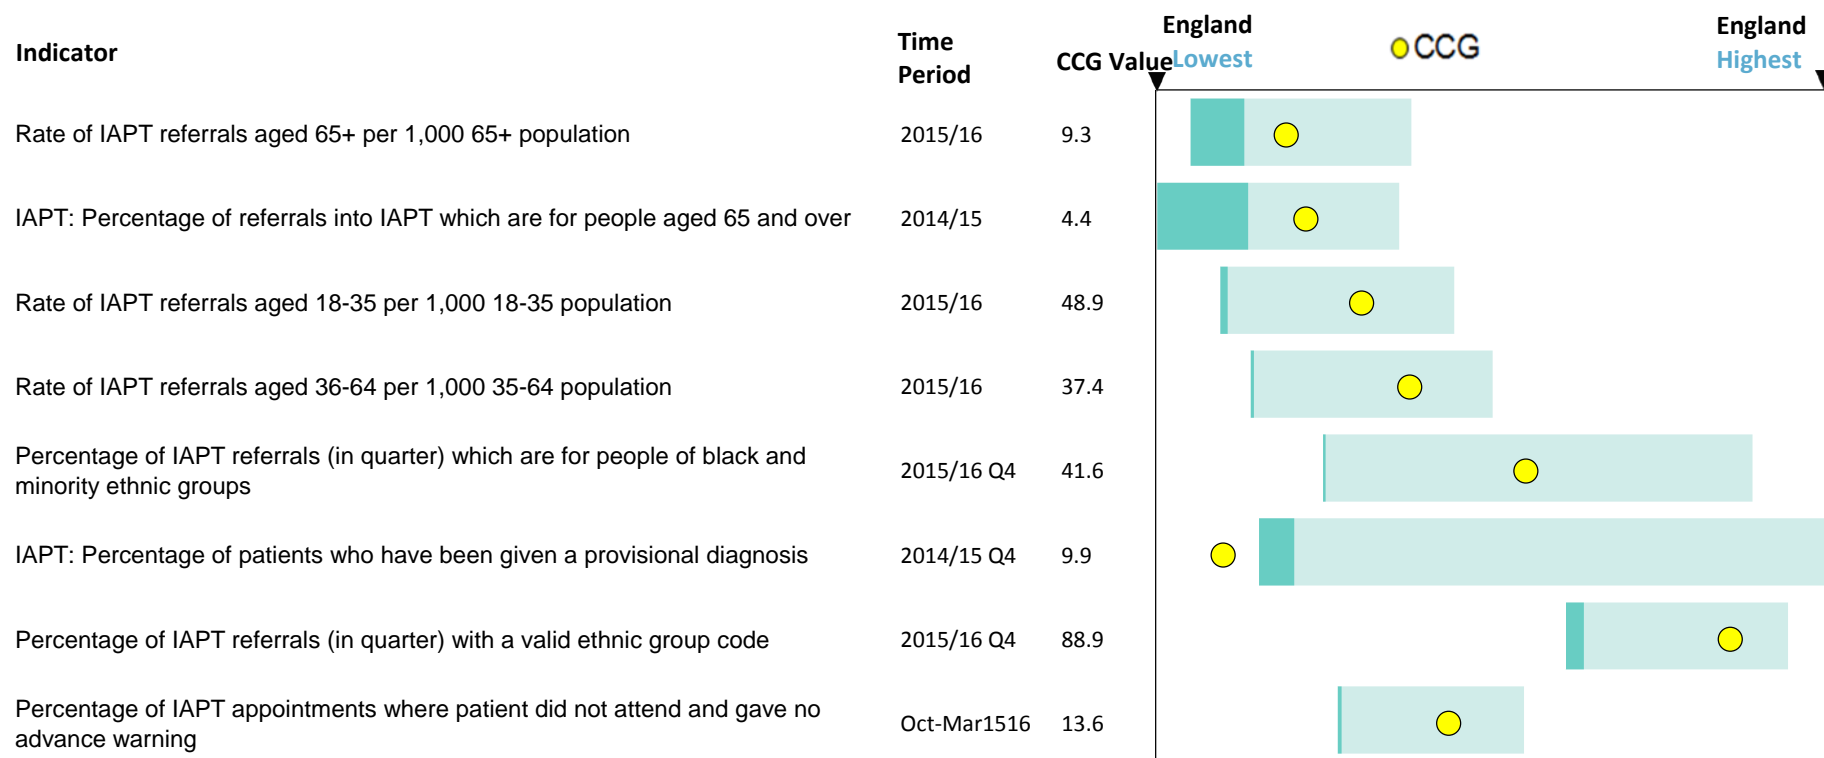 Indicator
Time Period
CCG Value
England Lowest
CCG
England Highest
Rate of IAPT referrals aged 65+ per 1,000 65+ population 2015/16 9.3
IAPT: Percentage of referrals into IAPT which are for people aged 65 and over 2014/15 4.4
Rate of IAPT referrals aged 18-35 per 1,000 18-35 population 2015/16 48.9
Rate of IAPT referrals aged 36-64 per 1,000 35-64 population 2015/16 37.4
Percentage of IAPT referrals (in quarter) which are for people of black and
minority ethnic groups 2015/16 Q4 41.6
IAPT: Percentage of patients who have been given a provisional diagnosis 2014/15 Q4 9.9
Percentage of IAPT referrals (in quarter) with a valid ethnic group code 2015/16 Q4 88.9
Percentage of IAPT appointments where patient did not attend and gave no
advance warning Oct-Mar1516 13.6